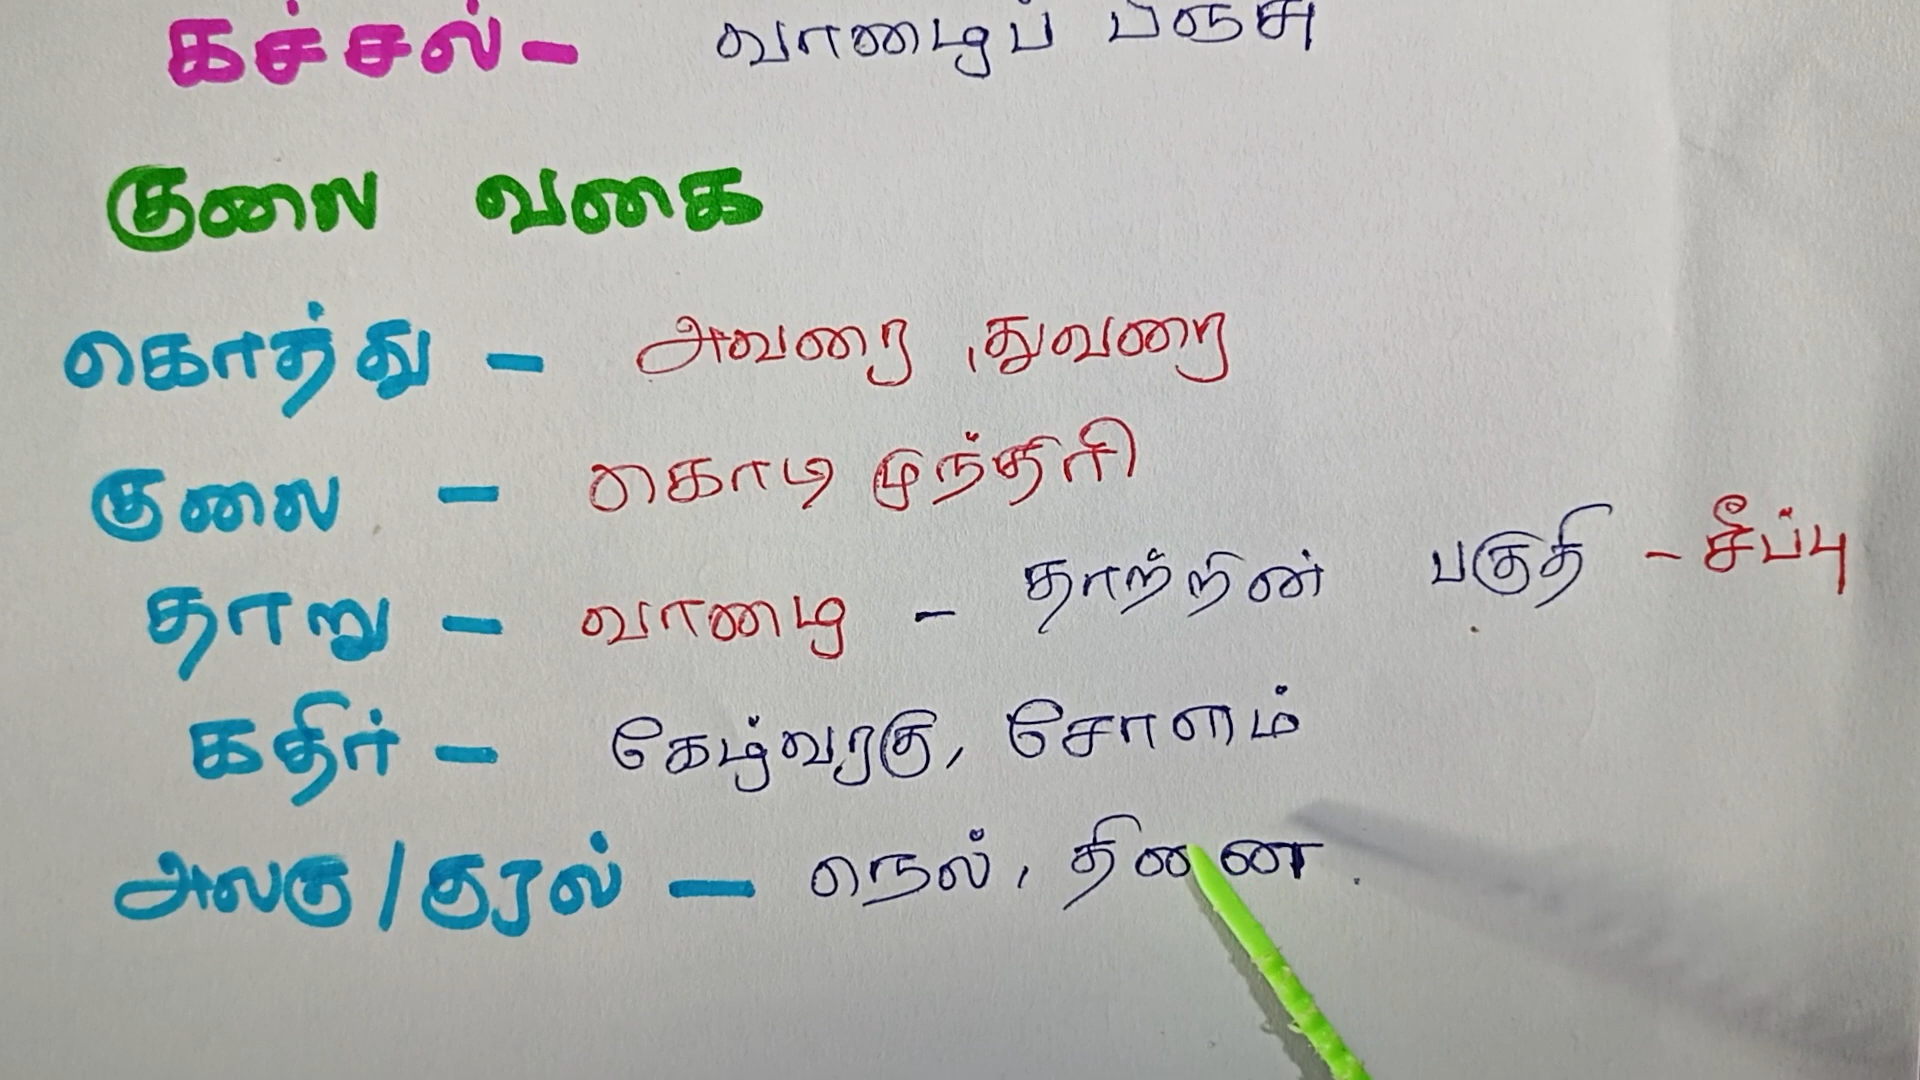 கச்சல் - வாழைப் பிஞ்சு
குலை வகை
கொத்து - அவரை, துவரை
குலை - கொடி முந்திரி
தாறு - வாழை - தாற்றின் பகுதி - சீப்பு
கதிர் - கேழ்வரகு, சோளம்
அலகு / குரல் - நெல், தினை.